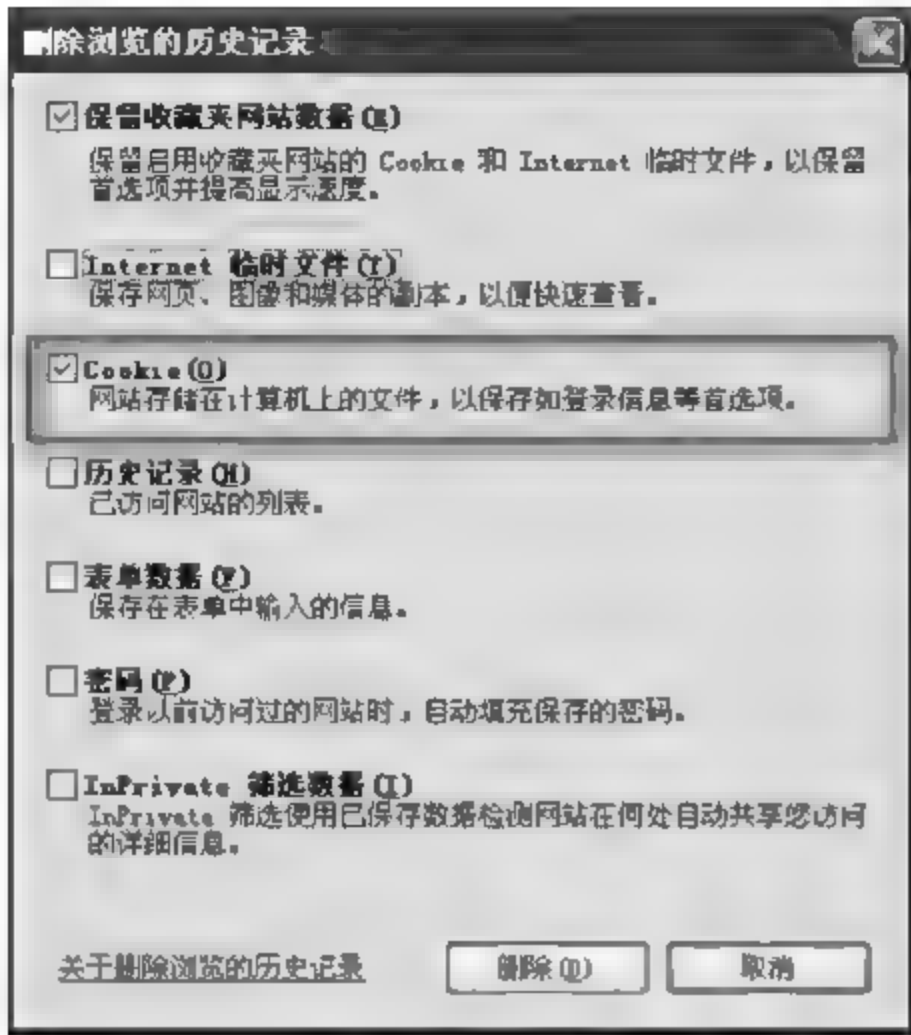 删除浏览的历史记录
保留收藏夹网站数据(R)
保留启用收藏夹网站的 Cookie 和 Internet 临时文件，以保留
首选项并提高显示速度。
Internet 临时文件(T)
保存网页、图像和媒体的副本，以便快速查看。
Cookie(O)
网站存储在计算机上的文件，以保存如登录信息等首选项。
历史记录(H)
已访问网站的列表。
表单数据(F)
保存在表单中输入的信息。
密码(P)
登录以前访问过的网站时，自动填充保存的密码。
InPrivate 筛选数据(I)
InPrivate 筛选使用已保存数据检测网站在何处自动共享您访问
的详细信息。
关于删除浏览的历史记录
删除(D)
取消